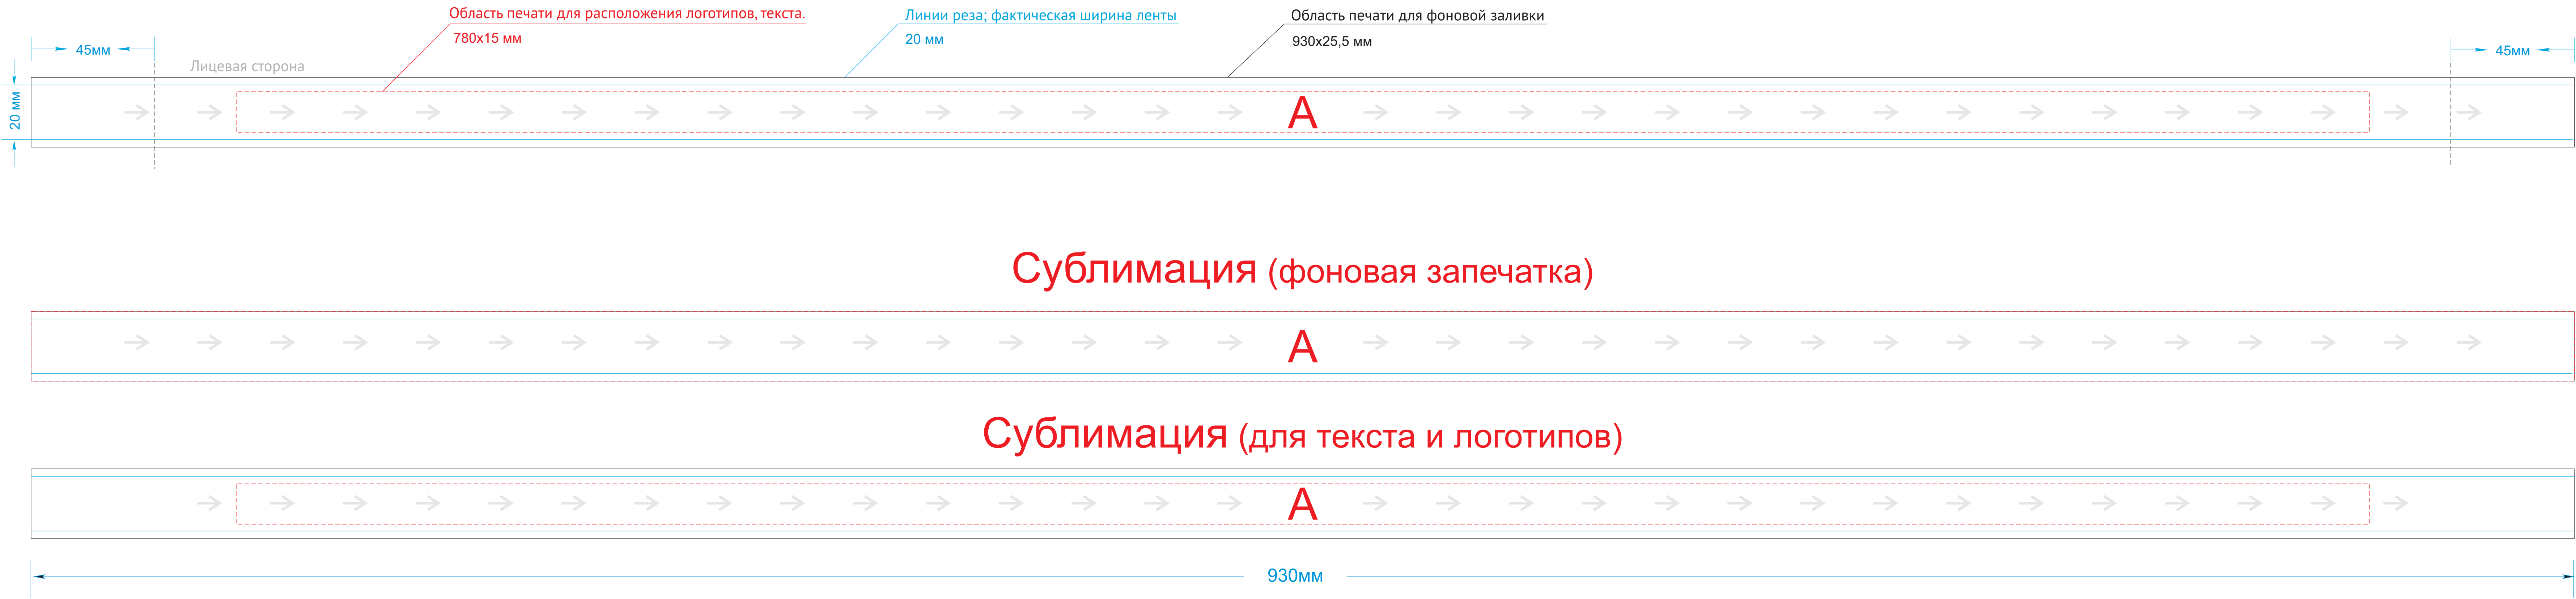 Область печати для расположения логотипов, текста.
780х15 мм
Линии реза; фактическая ширина ленты
20 мм
Область печати для фоновой заливки
930х25,5 мм
45мм
45мм
Лицевая сторона
20 мм
А
Сублимация (фоновая запечатка)
А
Сублимация (для текста и логотипов)
А
930мм